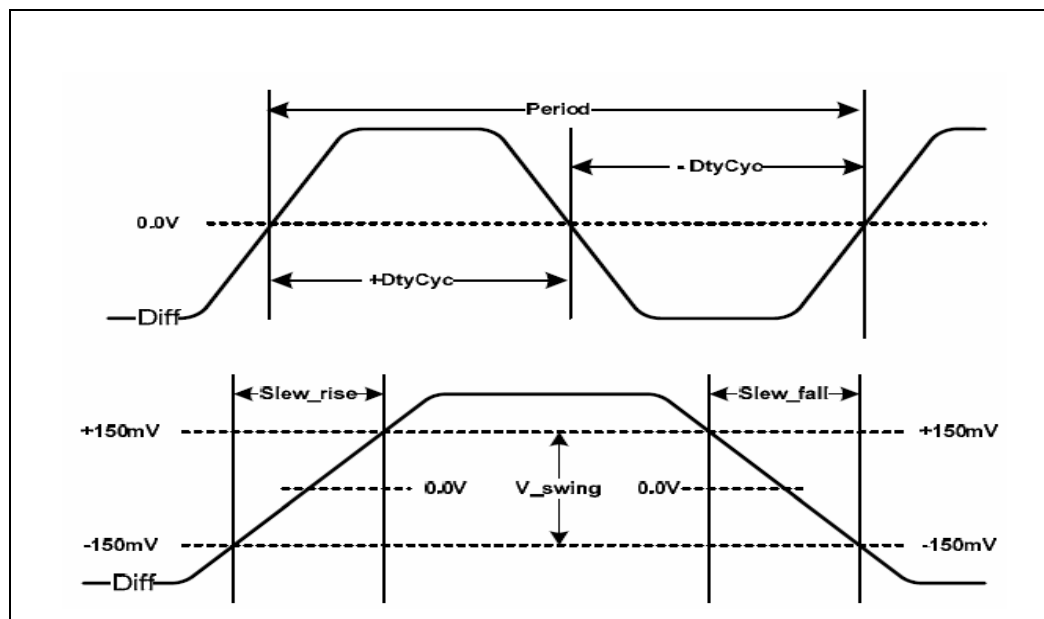 Period
- DtyCyc
0.0V
+DtyCyc
Diff
Slew_rise
Slew_fall
+150mV
+150mV
0.0V
V_swing
0.0V
-150mV
-150mV
Diff